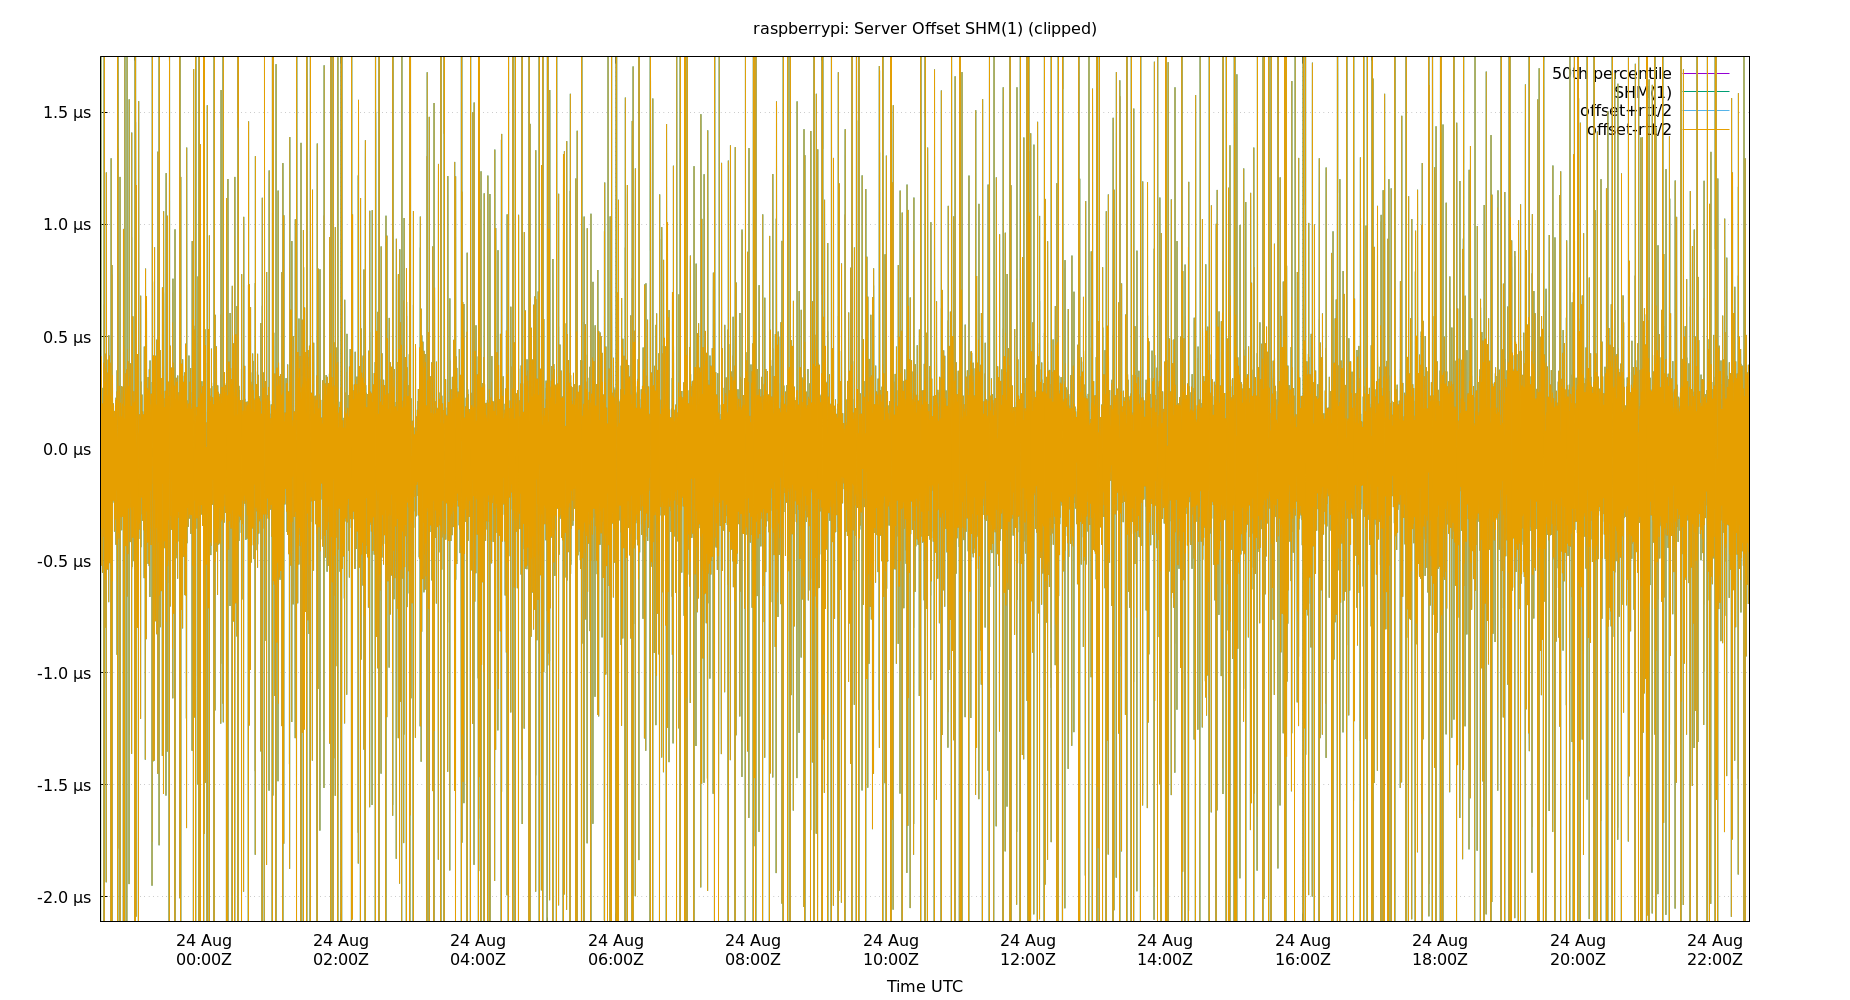 raspberrypi: Server Offset SHM(1) (clipped)
50th percentile
SHM(1)
offset+rtt/2
offset-rtt/2
1.5 µs
1.0 µs
0.5 µs
0.0 µs
-0.5 µs
-1.0 µs
-1.5 µs
-2.0 µs
24 Aug 24 Aug 24 Aug 24 Aug 24 Aug 24 Aug 24 Aug 24 Aug 24 Aug 24 Aug 24 Aug 24 Aug
00:00Z 02:00Z 04:00Z 06:00Z 08:00Z 10:00Z 12:00Z 14:00Z 16:00Z 18:00Z 20:00Z 22:00Z
Time UTC